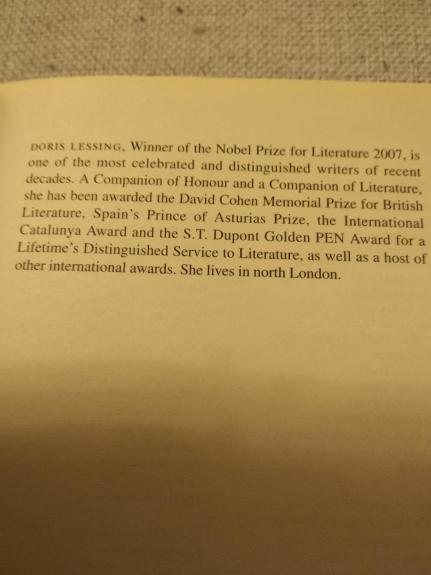 DORIS LESSING, Winner of the Nobel Prize for Literature 2007, is
one of the most celebrated and distinguished writers of recent
decades. A Companion of Honour and a Companion of Literature,
she has been awarded the David Cohen Memorial Prize for British
Literature, Spain's Prince of Asturias Prize, the International
Catalunya Award and the S.T. Dupont Golden PEN Award for a
Lifetime's Distinguished Service to Literature, as well as a host of
other international awards. She lives in north London.